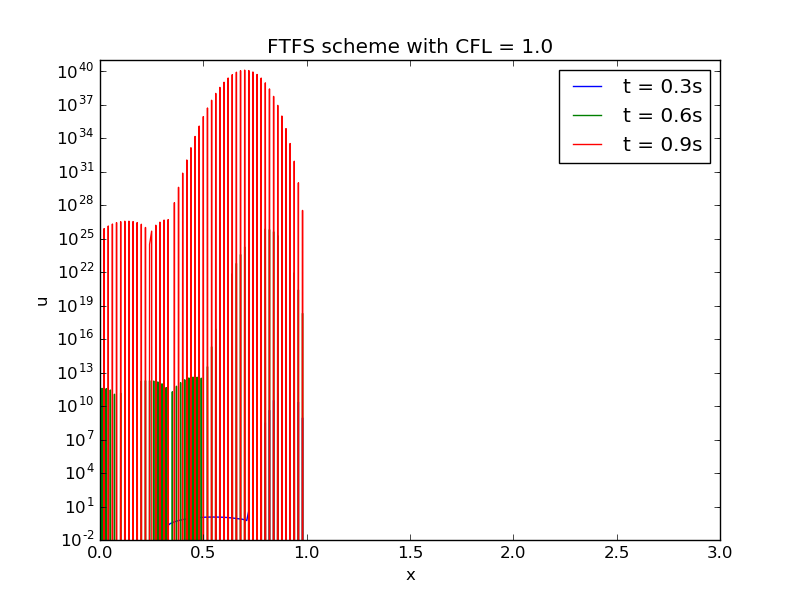 FTFS scheme with CFL = 1.0
10^40
10^37
10^34
10^31
10^28
10^25
10^22
10^19
10^16
10^13
10^10
10^7
10^4
10^1
10^-2
u
t = 0.3s
t = 0.6s
t = 0.9s
0.0 0.5 1.0 1.5 2.0 2.5 3.0
x